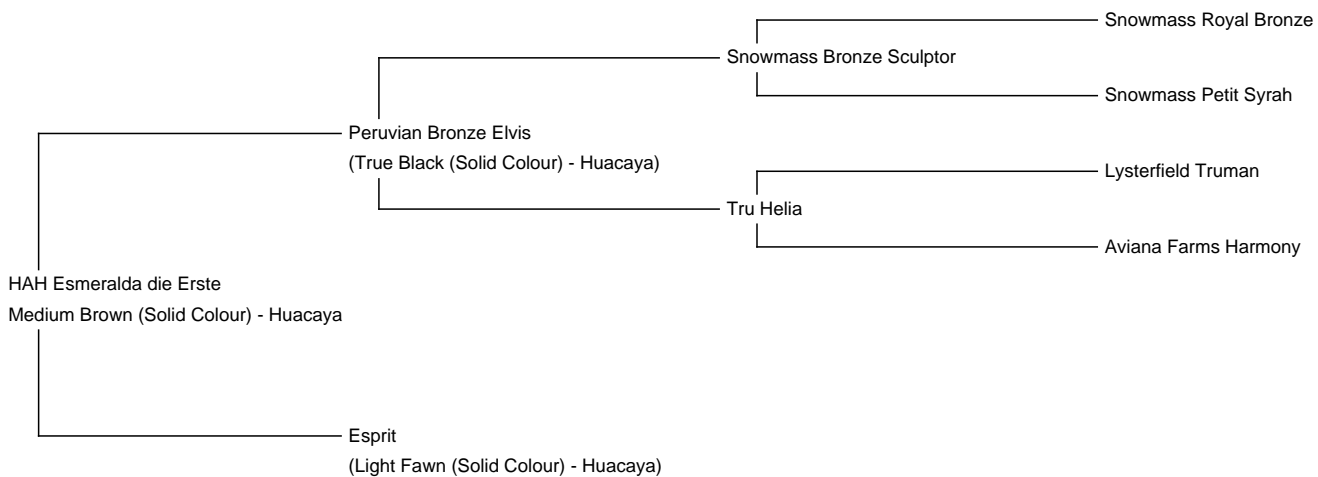 Snowmass Royal Bronze
Snowmass Bronze Sculptor
Snowmass Petit Syrah
Peruvian Bronze Elvis
(True Black (Solid Colour) - Huacaya)
Lysterfield Truman
Tru Helia
Aviana Farms Harmony
HAH Esmeralda die Erste
Medium Brown (Solid Colour) - Huacaya
Esprit
(Light Fawn (Solid Colour) - Huacaya)